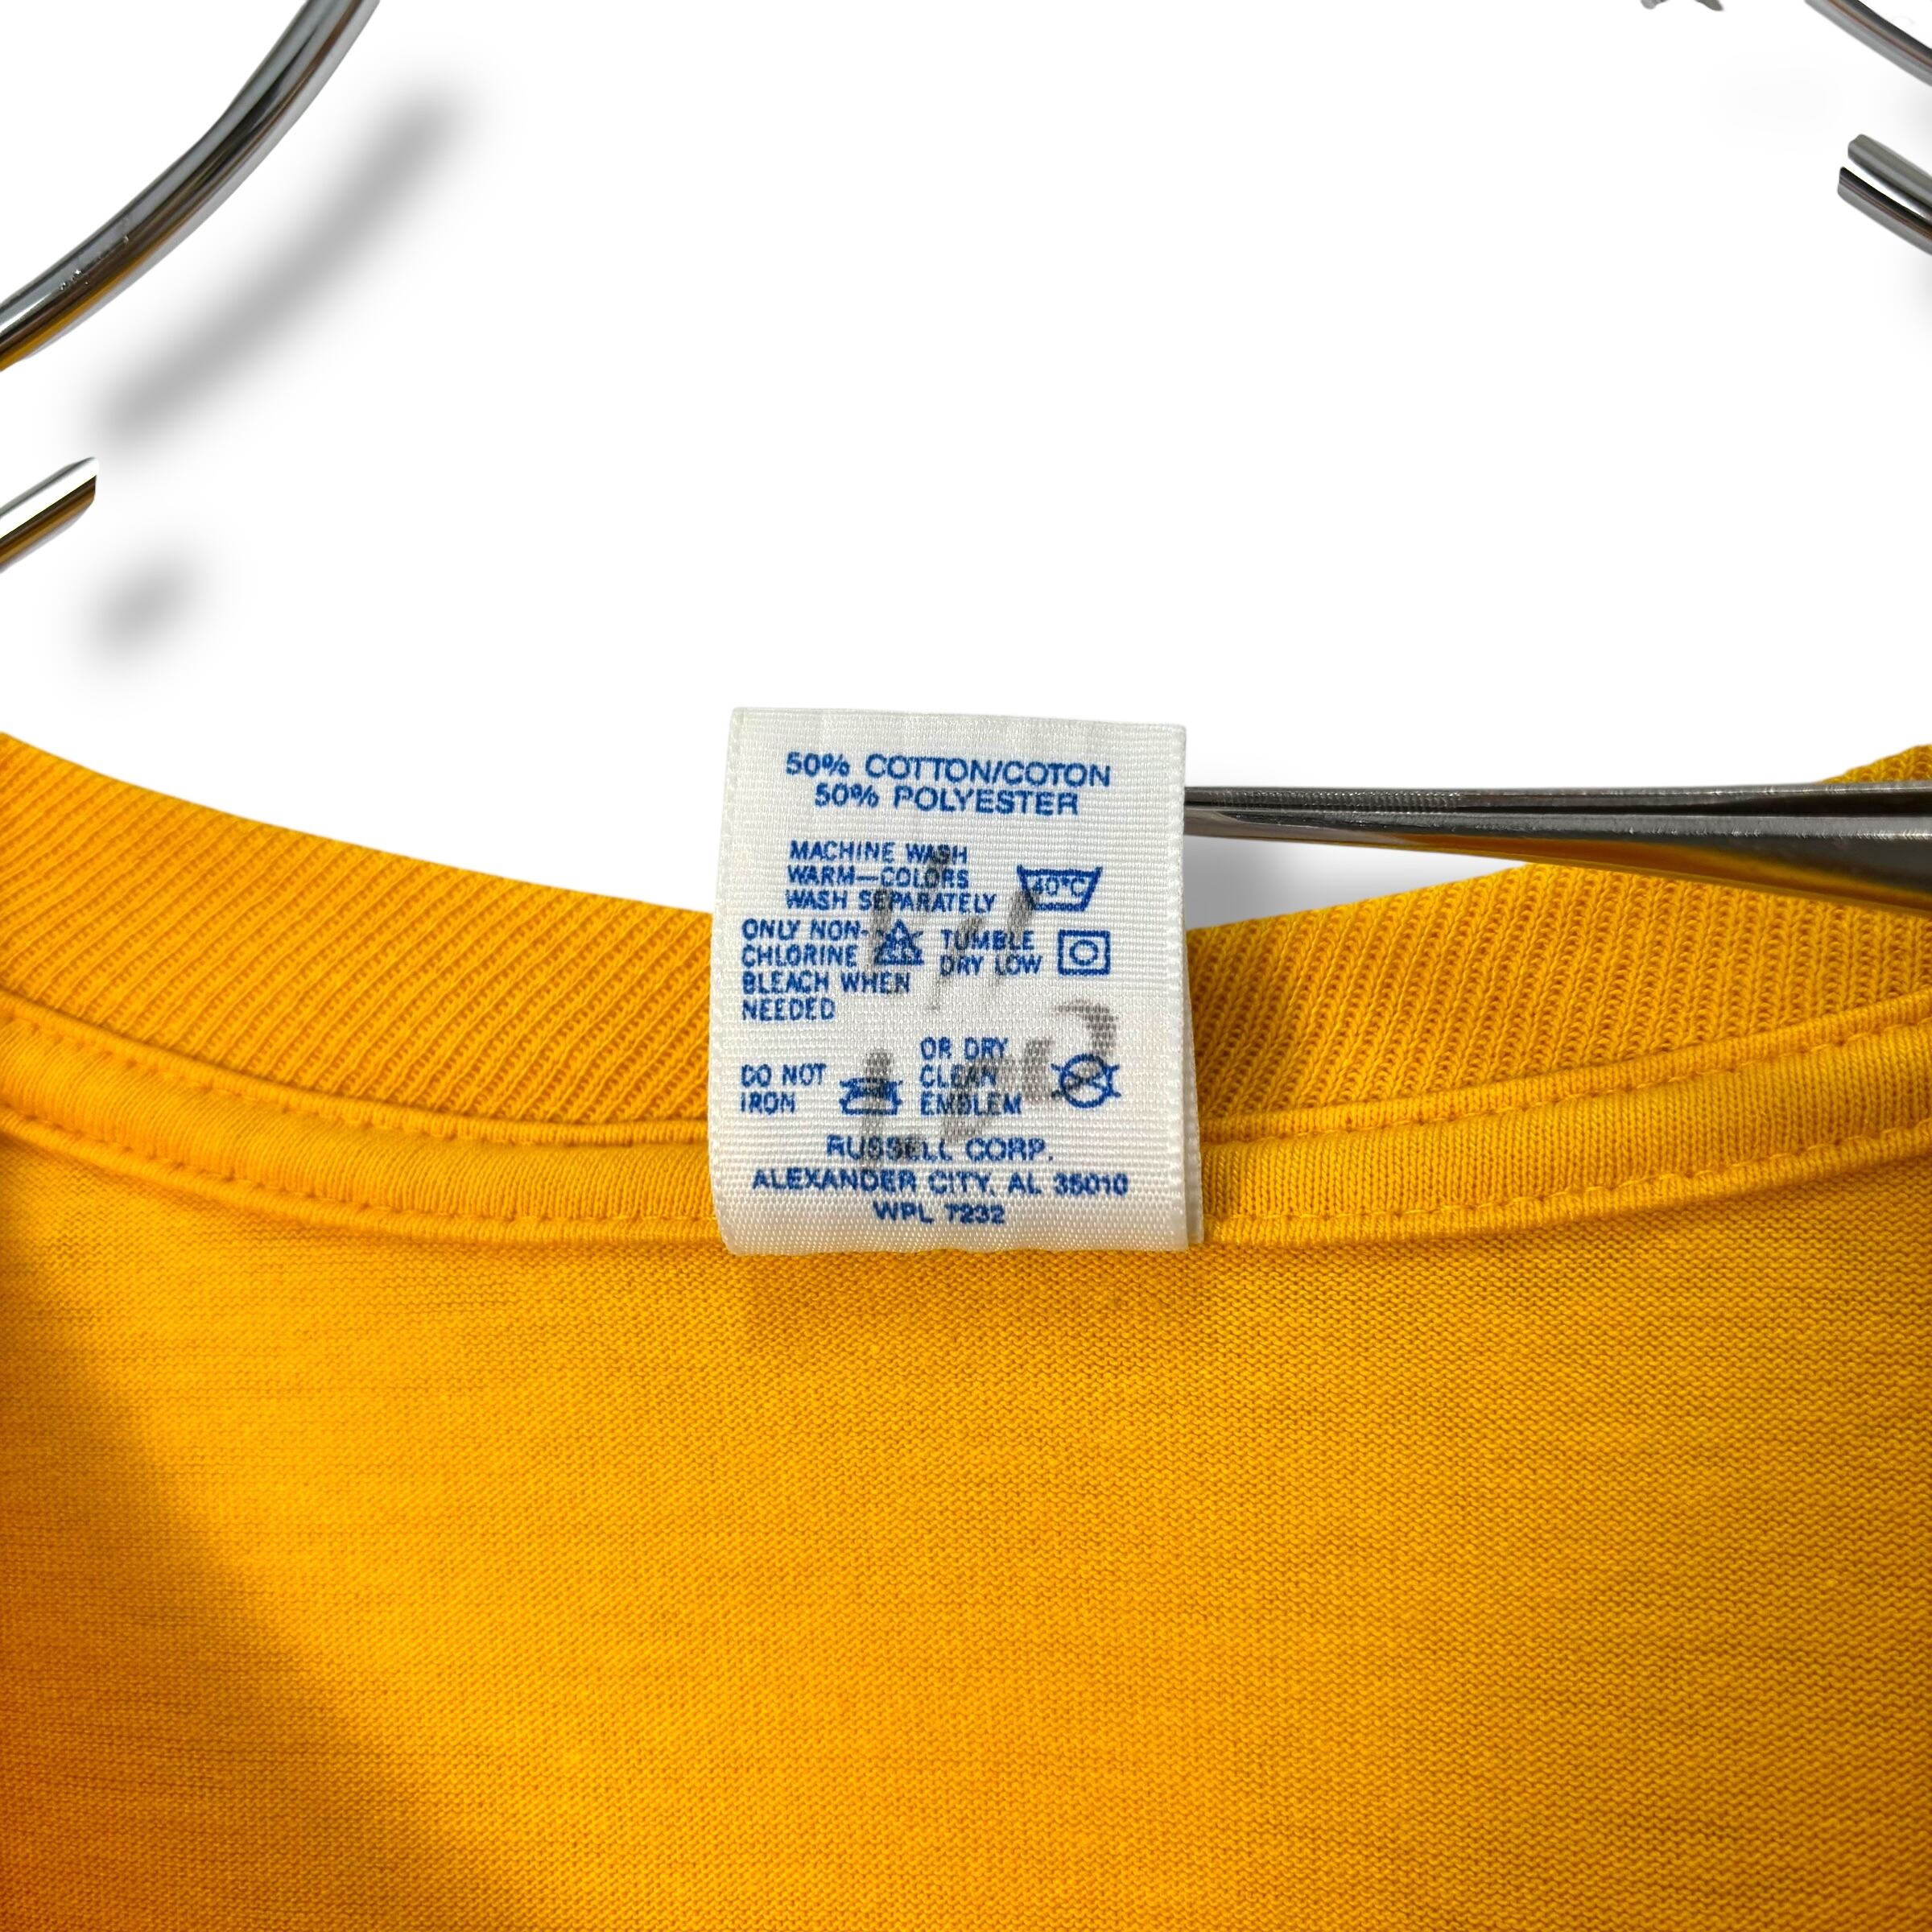 50% COTTON/COTON
50% POLYESTER
MACHINE WASH
WARM—COLORS
WASH SEPARATELY
40°C
ONLY NON-
CHLORINE
BLEACH WHEN
NEEDED
TUMBLE
DRY LOW
DO NOT
IRON
OR DRY
CLEAN
EMBLEM
RUSSELL CORP.
ALEXANDER CITY, AL 35010
WPL 7232